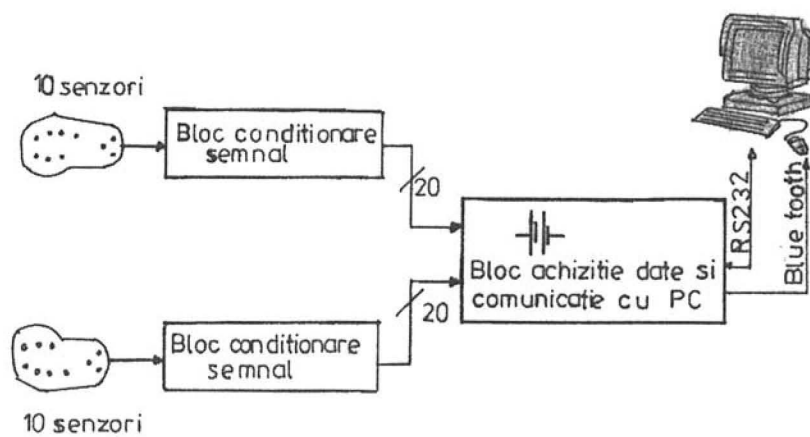 10 senzori
Bloc conditionare
semnal
20
RS232
Blue tooth
Bloc achizitie date si
comunicatie cu PC
20
Bloc conditionare
semnal
10 senzori